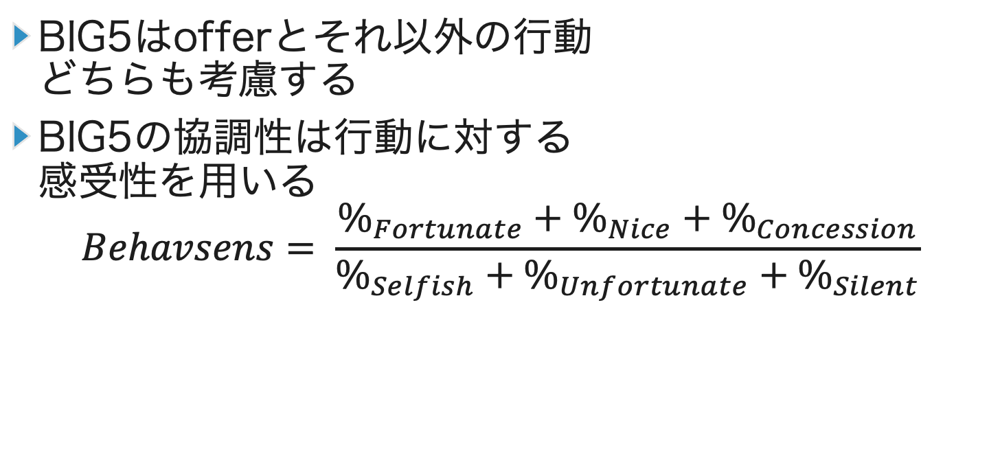 BIG5はofferとそれ以外の行動
どちらも考慮する
BIG5の協調性は行動に対する
感受性を用いる
Behavsens = (%Fortunate + %Nice + %Concession) / (%Selfish + %Unfortunate + %Silent)